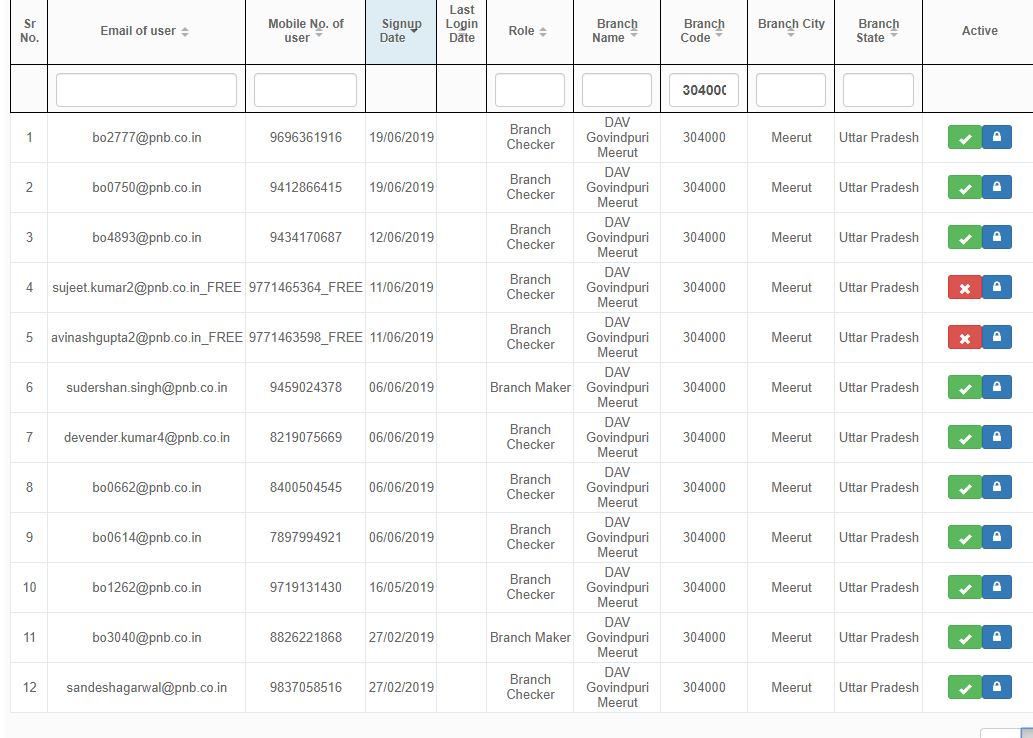 Sr No. Email of user Mobile No. of user Signup Date Last Login Date Role Branch Name Branch Code Branch City Branch State Active
304000
1 bo2777@pnb.co.in 9696361916 19/06/2019 Branch Checker DAV Govindpuri Meerut 304000 Meerut Uttar Pradesh
2 bo0750@pnb.co.in 9412866415 19/06/2019 Branch Checker DAV Govindpuri Meerut 304000 Meerut Uttar Pradesh
3 bo4893@pnb.co.in 9434170687 12/06/2019 Branch Checker DAV Govindpuri Meerut 304000 Meerut Uttar Pradesh
4 sujeet.kumar2@pnb.co.in_FREE 9771465364_FREE 11/06/2019 Branch Checker DAV Govindpuri Meerut 304000 Meerut Uttar Pradesh
5 avinashgupta2@pnb.co.in_FREE 9771463598_FREE 11/06/2019 Branch Checker DAV Govindpuri Meerut 304000 Meerut Uttar Pradesh
6 sudershan.singh@pnb.co.in 9459024378 06/06/2019 Branch Maker DAV Govindpuri Meerut 304000 Meerut Uttar Pradesh
7 devender.kumar4@pnb.co.in 8219075669 06/06/2019 Branch Checker DAV Govindpuri Meerut 304000 Meerut Uttar Pradesh
8 bo0662@pnb.co.in 8400504545 06/06/2019 Branch Checker DAV Govindpuri Meerut 304000 Meerut Uttar Pradesh
9 bo0614@pnb.co.in 7897994921 06/06/2019 Branch Checker DAV Govindpuri Meerut 304000 Meerut Uttar Pradesh
10 bo1262@pnb.co.in 9719131430 16/05/2019 Branch Checker DAV Govindpuri Meerut 304000 Meerut Uttar Pradesh
11 bo3040@pnb.co.in 8826221868 27/02/2019 Branch Maker DAV Govindpuri Meerut 304000 Meerut Uttar Pradesh
12 sandeshagarwal@pnb.co.in 9837058516 27/02/2019 Branch Checker DAV Govindpuri Meerut 304000 Meerut Uttar Pradesh